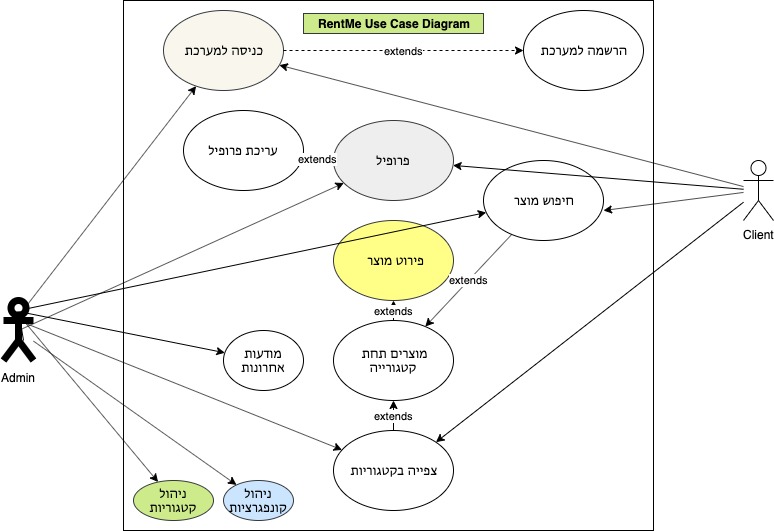 RentMe Use Case Diagram
כניסה למערכת
extends
הרשמה למערכת
עריכת פרופיל
extends
פרופיל
חיפוש מוצר
Client
פירוט מוצר
extends
extends
Admin
מודעות
אחרונות
מוצרים תחת
קטגורייה
extends
צפייה בקטגוריות
ניהול
קטגוריות
ניהול
קונפגרציות